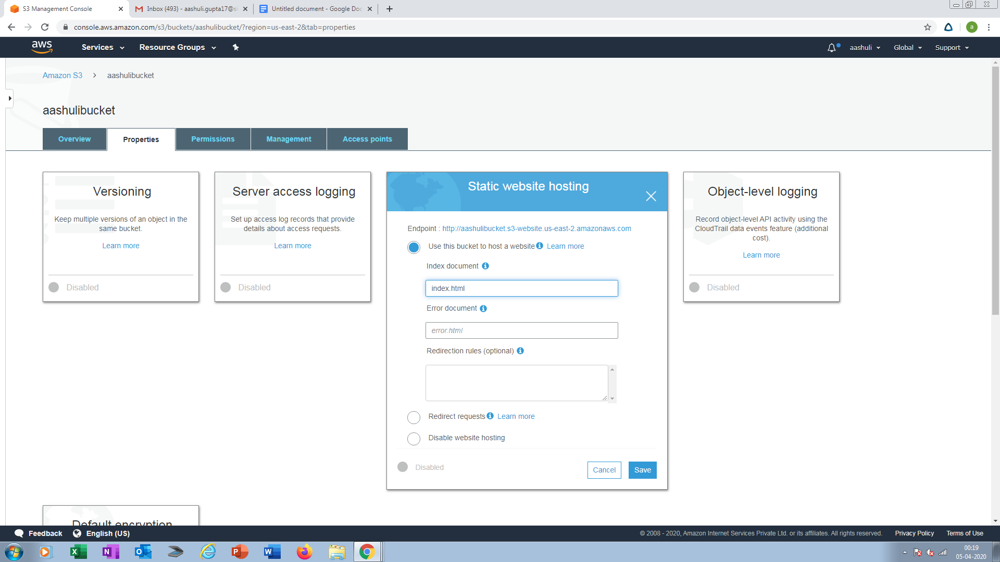 S3 Management Console
Inbox (493) - aashuli.gupta17@si
Untitled document - Google Doc
console.aws.amazon.com/s3/buckets/aashulibucket/?region=us-east-2&tab=properties
a
aws
Services
Resource Groups
aashuli
Global
Support
Amazon S3 > aashulibucket
aashulibucket
Overview
Properties
Permissions
Management
Access points
Versioning
Keep multiple versions of an object in the
same bucket.
Learn more
Disabled
Server access logging
Set up access log records that provide
details about access requests.
Learn more
Disabled
Static website hosting
Endpoint : http://aashulibucket.s3-website.us-east-2.amazonaws.com
Use this bucket to host a website Learn more
Index document
index.html
Error document
error.html
Redirection rules (optional)
Redirect requests Learn more
Disable website hosting
Disabled
Cancel
Save
Object-level logging
Record object-level API activity using the
CloudTrail data events feature (additional
cost).
Learn more
Disabled
Default encryption
Feedback
English (US)
© 2008 - 2020, Amazon Internet Services Private Ltd. or its affiliates. All rights reserved.
Privacy Policy
Terms of Use
00:19
05-04-2020